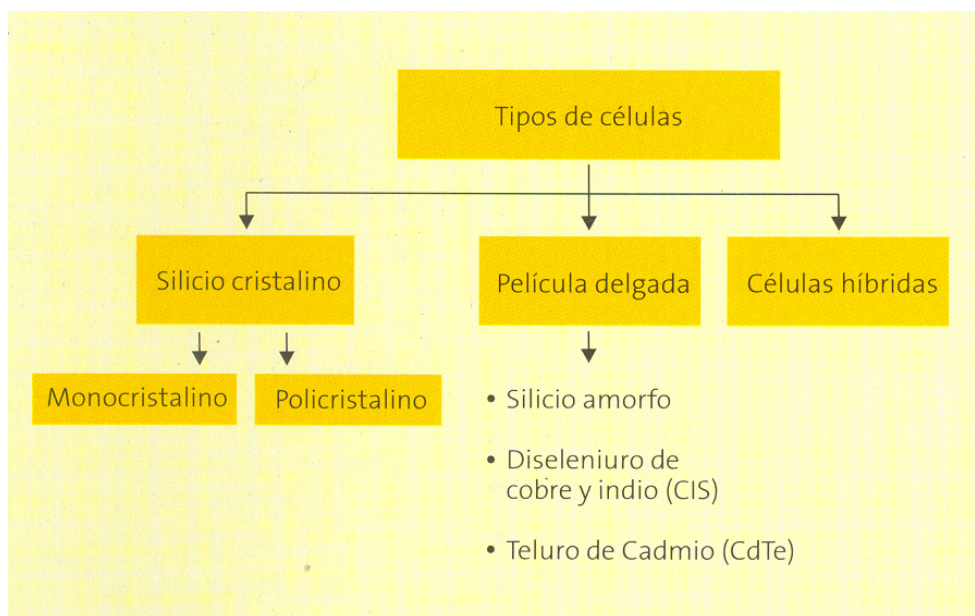 Tipos de células
Silicio cristalino
Película delgada
Células híbridas
Monocristalino
Policristalino
• Silicio amorfo
• Diseleniuro de
cobre y indio (CIS)
• Teluro de Cadmio (CdTe)